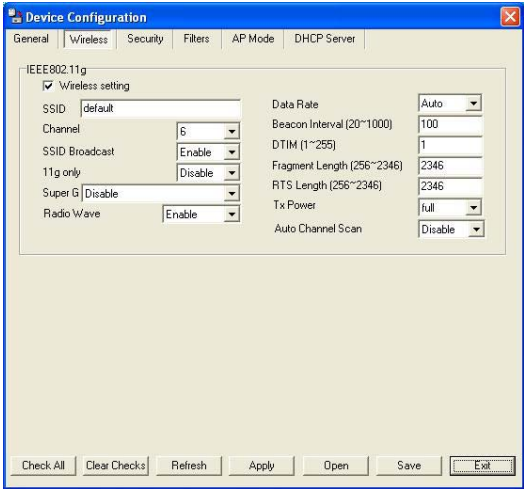 Device Configuration
General Wireless Security Filters AP Mode DHCP Server
IEEE802.11g
Wireless setting
SSID default
Channel 6
SSID Broadcast Enable
11g only Disable
Super G Disable
Radio Wave Enable
Data Rate Auto
Beacon Interval (20~1000) 100
DTIM (1~255) 1
Fragment Length (256~2346) 2346
RTS Length (256~2346) 2346
Tx Power full
Auto Channel Scan Disable
Check All Clear Checks Refresh Apply Open Save Exit